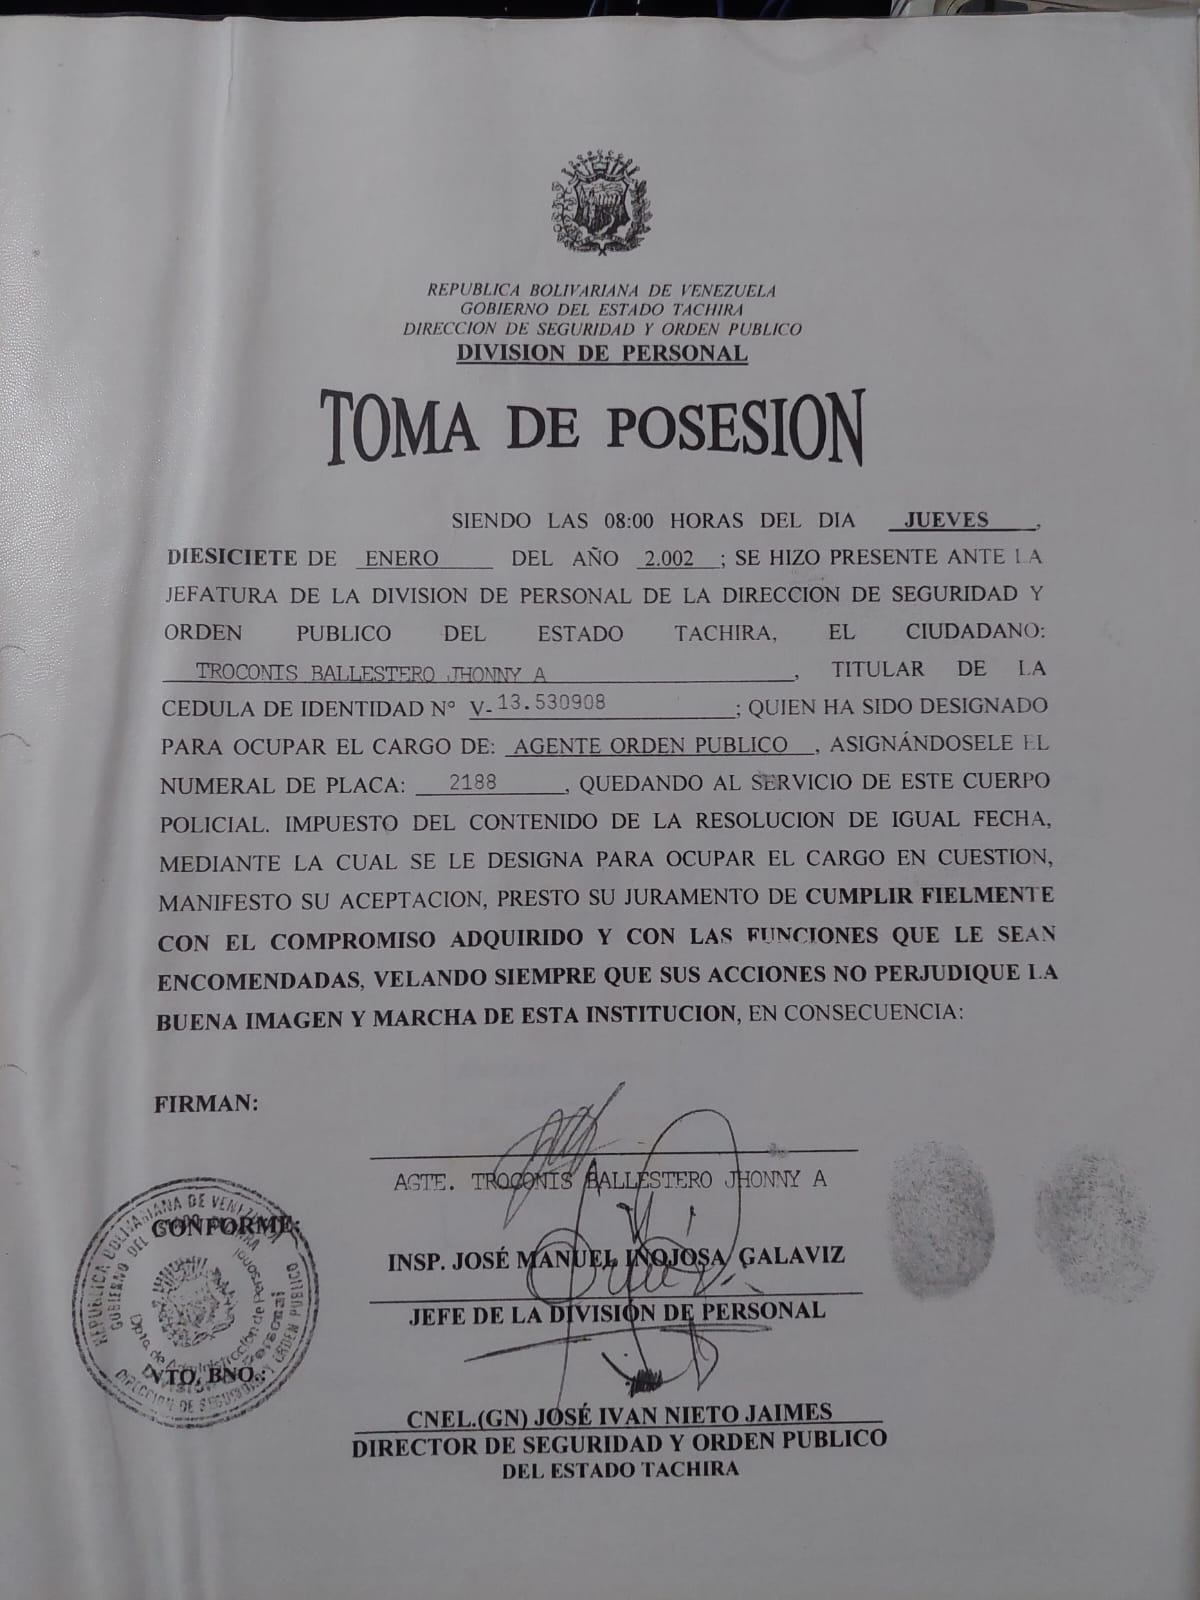 REPUBLICA BOLIVARIANA DE VENEZUELA
GOBIERNO DEL ESTADO TACHIRA
DIRECCION DE SEGURIDAD Y ORDEN PUBLICO
DIVISION DE PERSONAL
TOMA DE POSESION
SIENDO LAS 08:00 HORAS DEL DIA JUEVES,
DIESICIETE DE ENERO DEL AÑO 2.002 ; SE HIZO PRESENTE ANTE LA
JEFATURA DE LA DIVISION DE PERSONAL DE LA DIRECCION DE SEGURIDAD Y
ORDEN PUBLICO DEL ESTADO TACHIRA, EL CIUDADANO:
TROCONIS BALLESTERO JHONNY A, TITULAR DE LA
CEDULA DE IDENTIDAD N° V-13.530908; QUIEN HA SIDO DESIGNADO
PARA OCUPAR EL CARGO DE: AGENTE ORDEN PUBLICO, ASIGNÁNDOSELE EL
NUMERAL DE PLACA: 2188, QUEDANDO AL SERVICIO DE ESTE CUERPO
POLICIAL. IMPUESTO DEL CONTENIDO DE LA RESOLUCION DE IGUAL FECHA,
MEDIANTE LA CUAL SE LE DESIGNA PARA OCUPAR EL CARGO EN CUESTION,
MANIFESTO SU ACEPTACION, PRESTO SU JURAMENTO DE CUMPLIR FIELMENTE
CON EL COMPROMISO ADQUIRIDO Y CON LAS FUNCIONES QUE LE SEAN
ENCOMENDADAS, VELANDO SIEMPRE QUE SUS ACCIONES NO PERJUDIQUE LA
BUENA IMAGEN Y MARCHA DE ESTA INSTITUCION, EN CONSECUENCIA:
FIRMAN:
AGTE. TROCONIS BALLESTERO JHONNY A
CONFORME:
INSP. JOSÉ MANUEL INOJOSA GALAVIZ
JEFE DE LA DIVISIÓN DE PERSONAL
VTO. BNO.:
CNEL.(GN) JOSÉ IVAN NIETO JAIMES
DIRECTOR DE SEGURIDAD Y ORDEN PUBLICO
DEL ESTADO TACHIRA
REPUBLICA BOLIVARIANA DE VENEZUELA
GOBIERNO DEL ESTADO TACHIRA
Dpto. de Administración de Personal
DIRECCION DE SEGURIDAD Y ORDEN PUBLICO